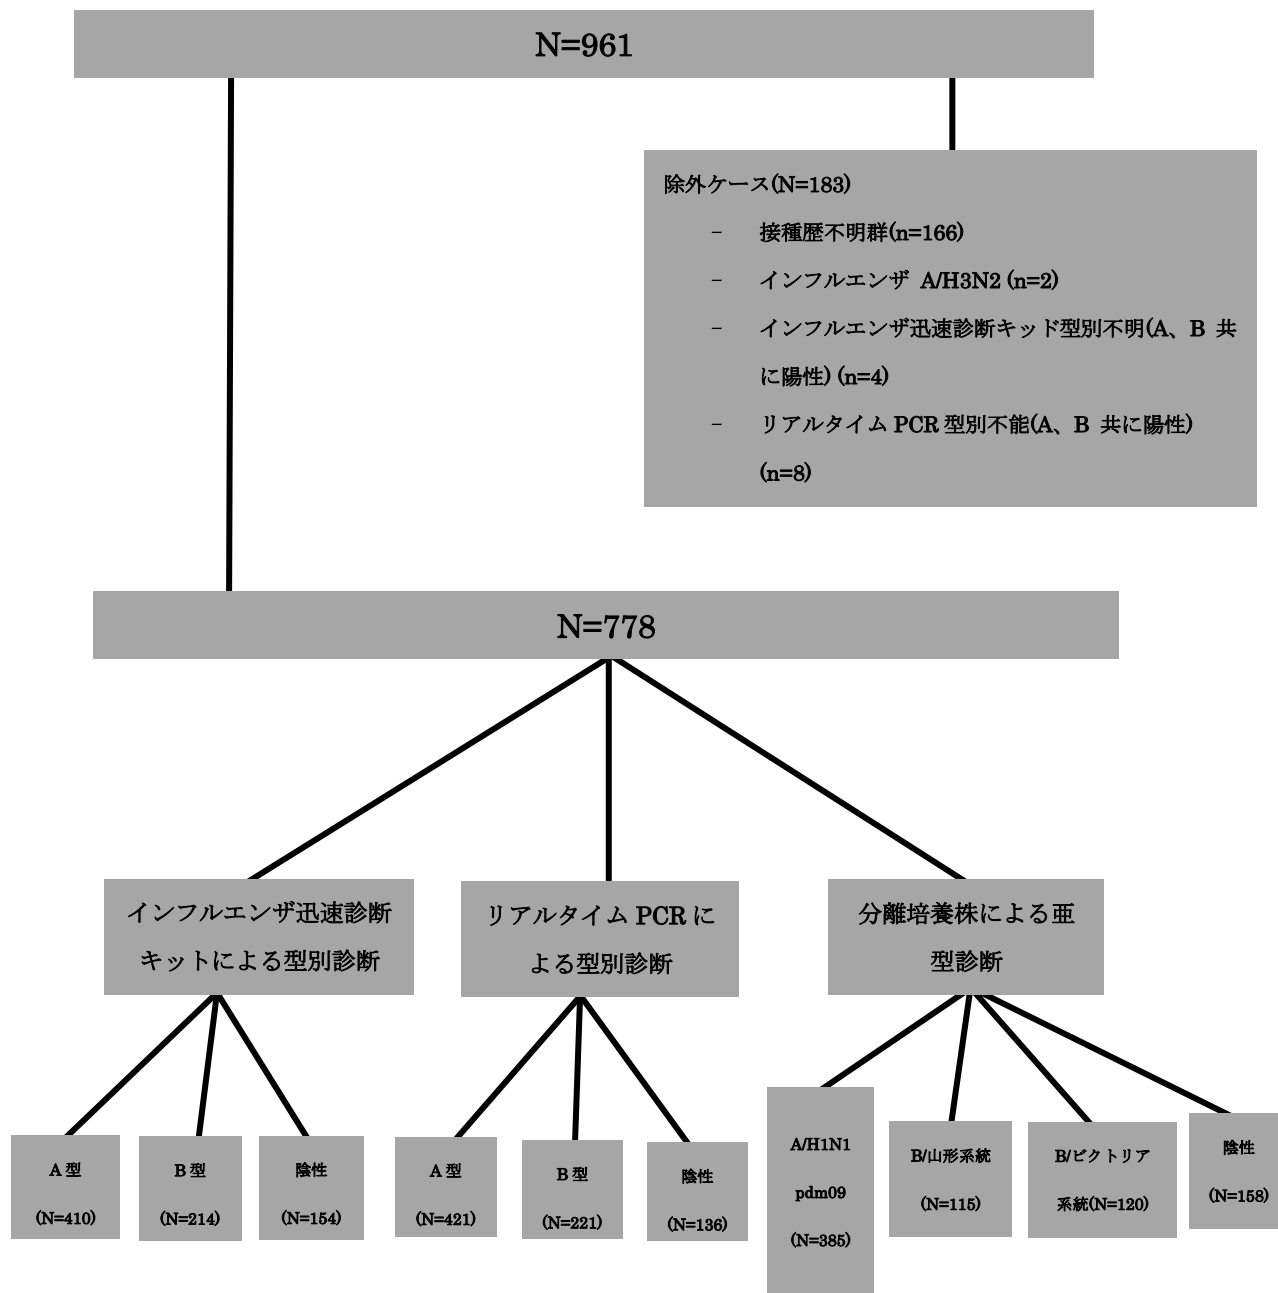 N=961
除外ケース(N=183)
- 接種歴不明群(n=166)
- インフルエンザ A/H3N2 (n=2)
- インフルエンザ迅速診断キッド型別不明(A、B 共
に陽性) (n=4)
- リアルタイム PCR 型別不能(A、B 共に陽性)
(n=8)
N=778
インフルエンザ迅速診断
キットによる型別診断
リアルタイム PCR に
よる型別診断
分離培養株による亜
型診断
A 型
(N=410)
B 型
(N=214)
陰性
(N=154)
A 型
(N=421)
B 型
(N=221)
陰性
(N=136)
A/H1N1
pdm09
(N=385)
B/山形系統
(N=115)
B/ビクトリア
系統(N=120)
陰性
(N=158)